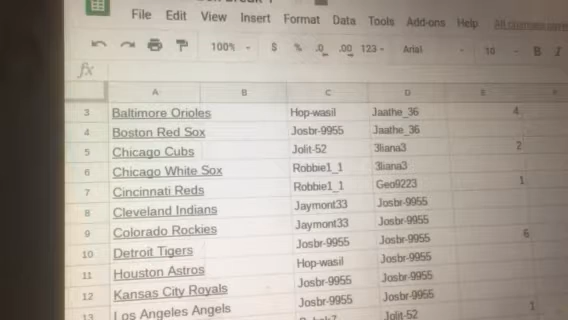 File Edit View Insert Format Data Tools Add-ons Help
100% $ % .0 .00 123 Arial 10 B I
fx
A B C D E
3 Baltimore Orioles Hop-wasil Jaathe_36 4
4 Boston Red Sox Josbr-9955 Jaathe_36
5 Chicago Cubs Jolit-52 3liana3 2
6 Chicago White Sox Robbie1_1 3liana3
7 Cincinnati Reds Robbie1_1 Geo9223 1
8 Cleveland Indians Jaymont33 Josbr-9955
9 Colorado Rockies Jaymont33 Josbr-9955
10 Detroit Tigers Josbr-9955 Josbr-9955 6
11 Houston Astros Hop-wasil Josbr-9955
12 Kansas City Royals Josbr-9955 Josbr-9955
13 Los Angeles Angels Jolit-52 1